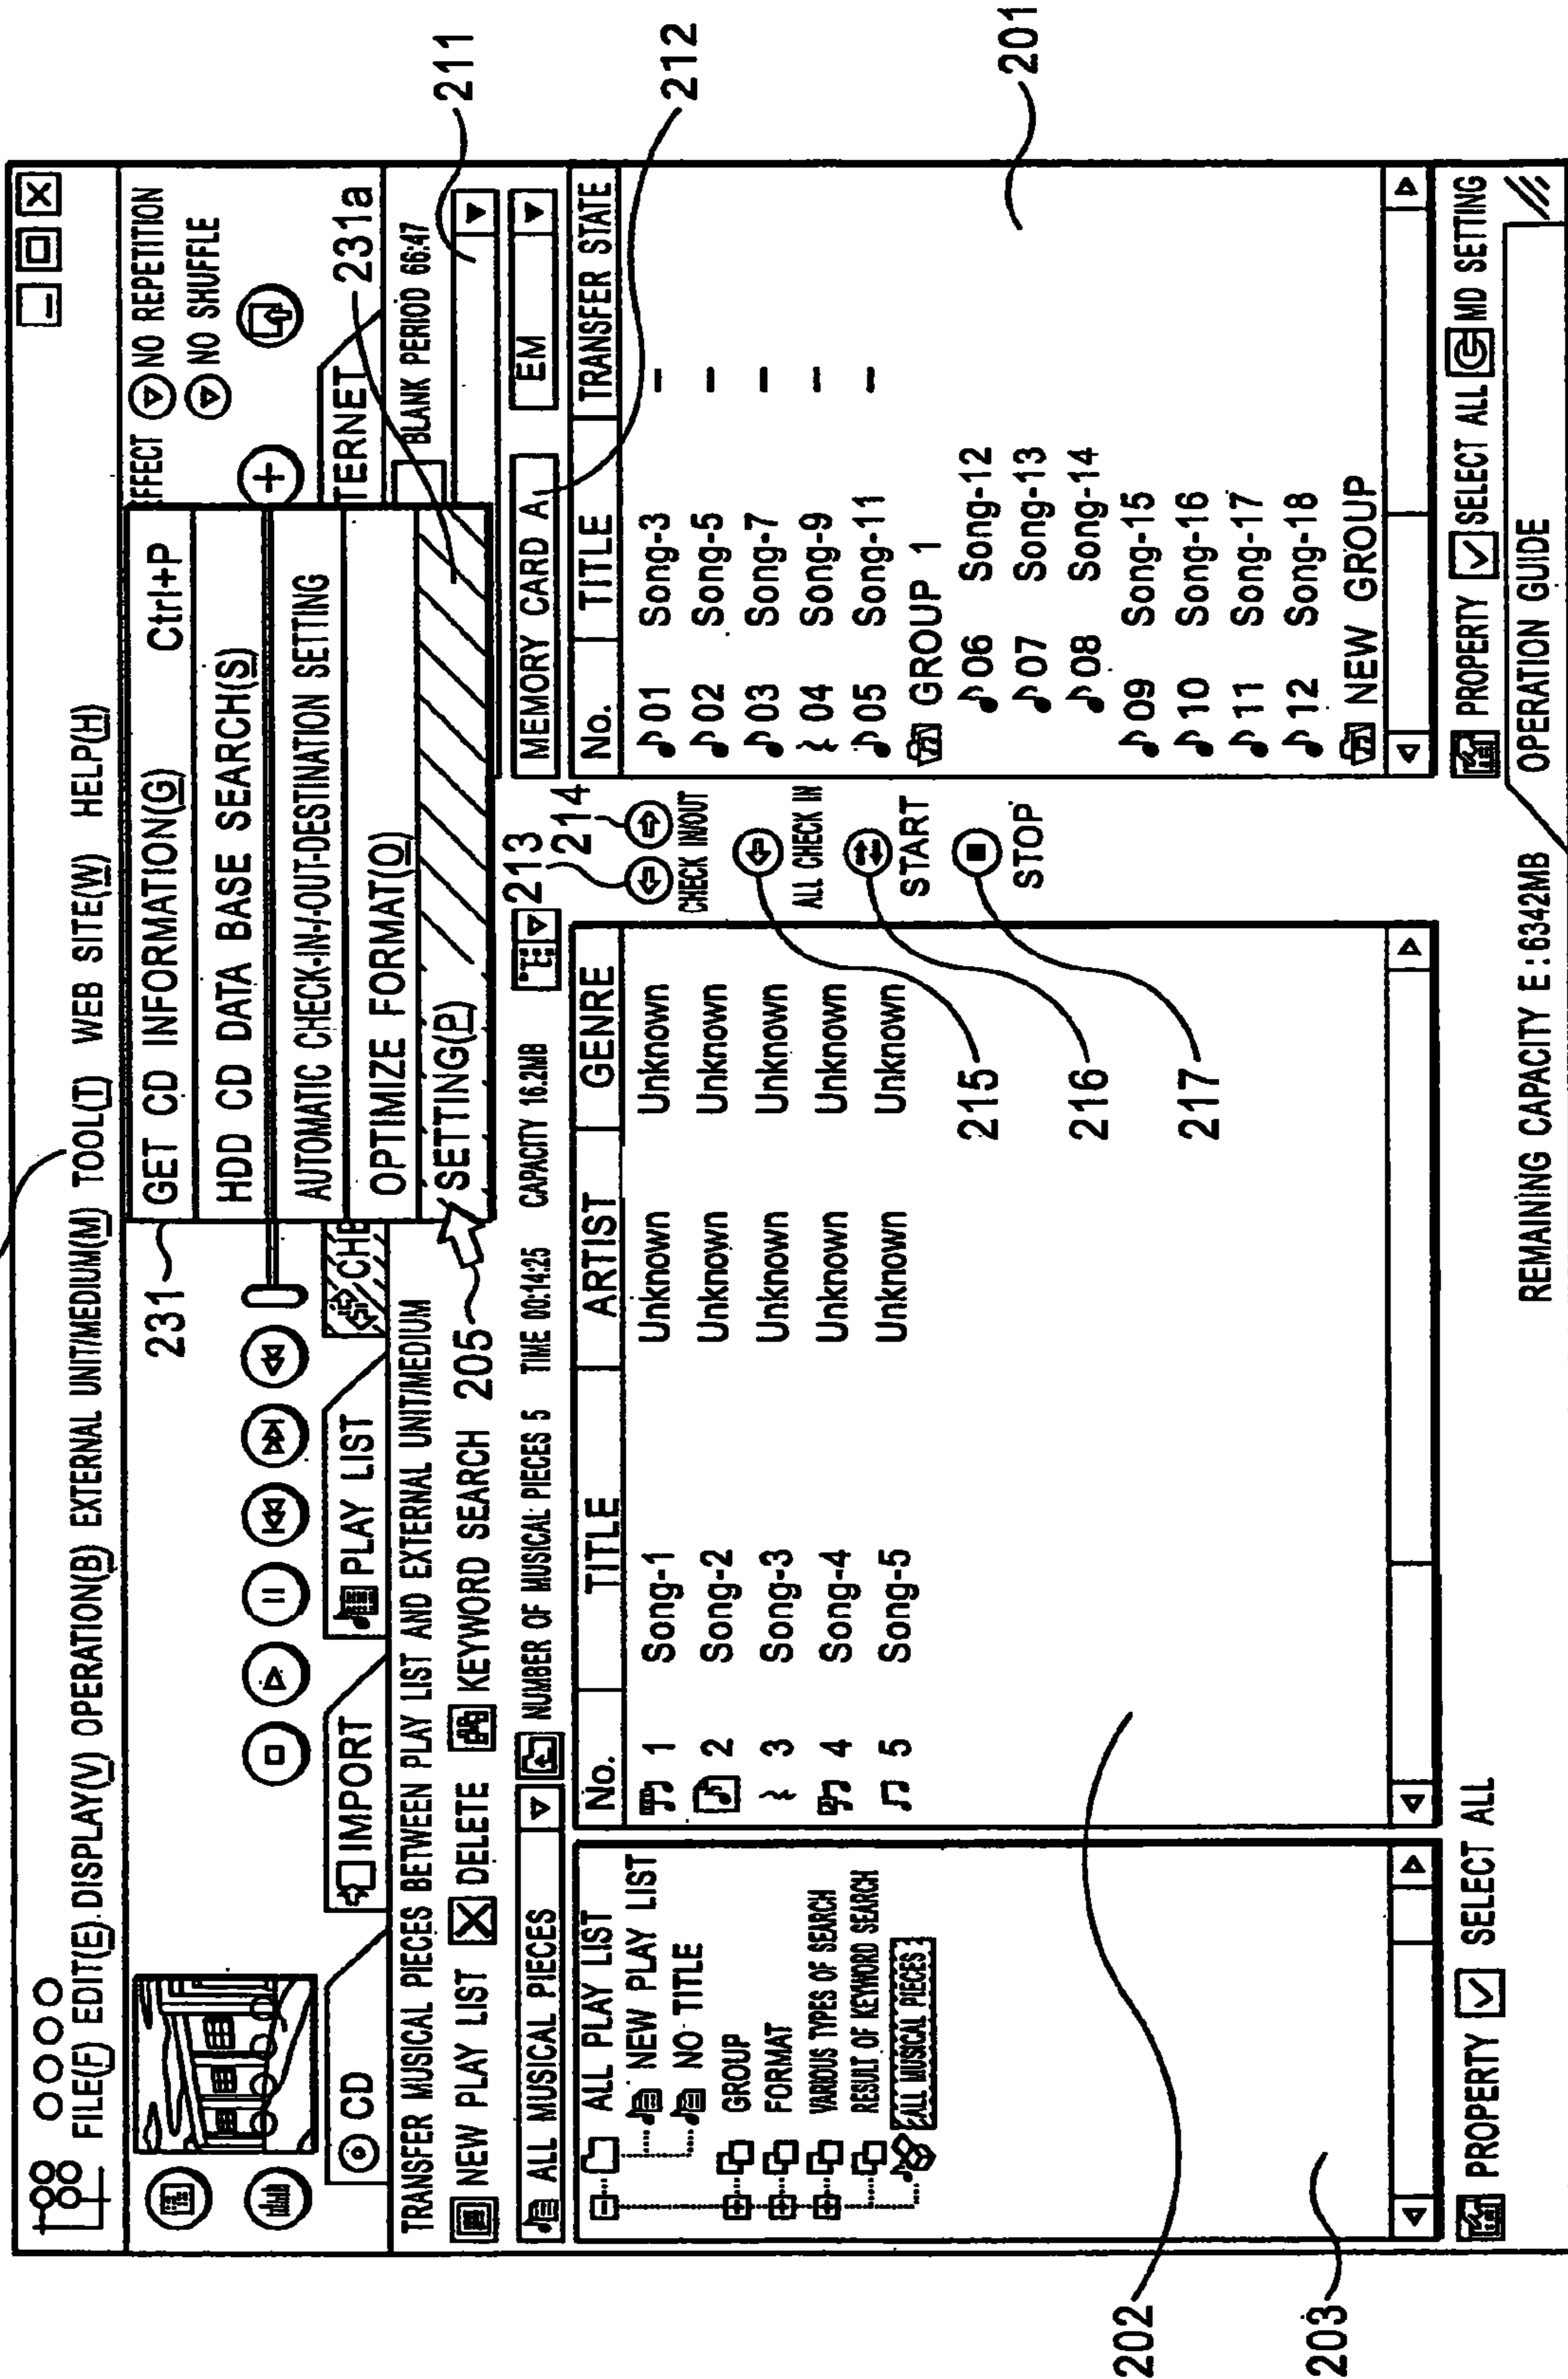 FILE(F) EDIT(E) DISPLAY(V) OPERATION(B) EXTERNAL UNIT/MEDIUM(M) TOOL(T) WEB SITE(W) HELP(H)
231
GET CD INFORMATION(G) Ctrl+P
HDD CD DATA BASE SEARCH(S)
AUTOMATIC CHECK-IN-/-OUT-DESTINATION SETTING
OPTIMIZE FORMAT(O)
SETTING(P)
EFFECT
NO REPETITION
NO SHUFFLE
CD
IMPORT
PLAY LIST
CHE
TERNET
231a
TRANSFER MUSICAL PIECES BETWEEN PLAY LIST AND EXTERNAL UNIT/MEDIUM
BLANK PERIOD 66:47
NEW PLAY LIST
DELETE
KEYWORD SEARCH
205
211
ALL MUSICAL PIECES
NUMBER OF MUSICAL PIECES 5 TIME 00:14:25 CAPACITY 16.2MB
213
214
MEMORY CARD A
EM
212
ALL PLAY LIST
NEW PLAY LIST
NO TITLE
GROUP
FORMAT
VARIOUS TYPES OF SEARCH
RESULT OF KEYWORD SEARCH
ALL MUSICAL PIECES
No. TITLE ARTIST GENRE
1 Song-1 Unknown Unknown
2 Song-2 Unknown Unknown
3 Song-3 Unknown Unknown
4 Song-4 Unknown Unknown
5 Song-5 Unknown Unknown
CHECK IN/OUT
ALL CHECK IN
START
STOP
215
216
217
No. TITLE TRANSFER STATE
01 Song-3 –
02 Song-5 –
03 Song-7 –
04 Song-9 –
05 Song-11 –
GROUP 1
06 Song-12
07 Song-13
08 Song-14
09 Song-15
10 Song-16
11 Song-17
12 Song-18
NEW GROUP
201
202
203
PROPERTY
SELECT ALL
PROPERTY
SELECT ALL
MD SETTING
REMAINING CAPACITY E:6342MB
OPERATION GUIDE